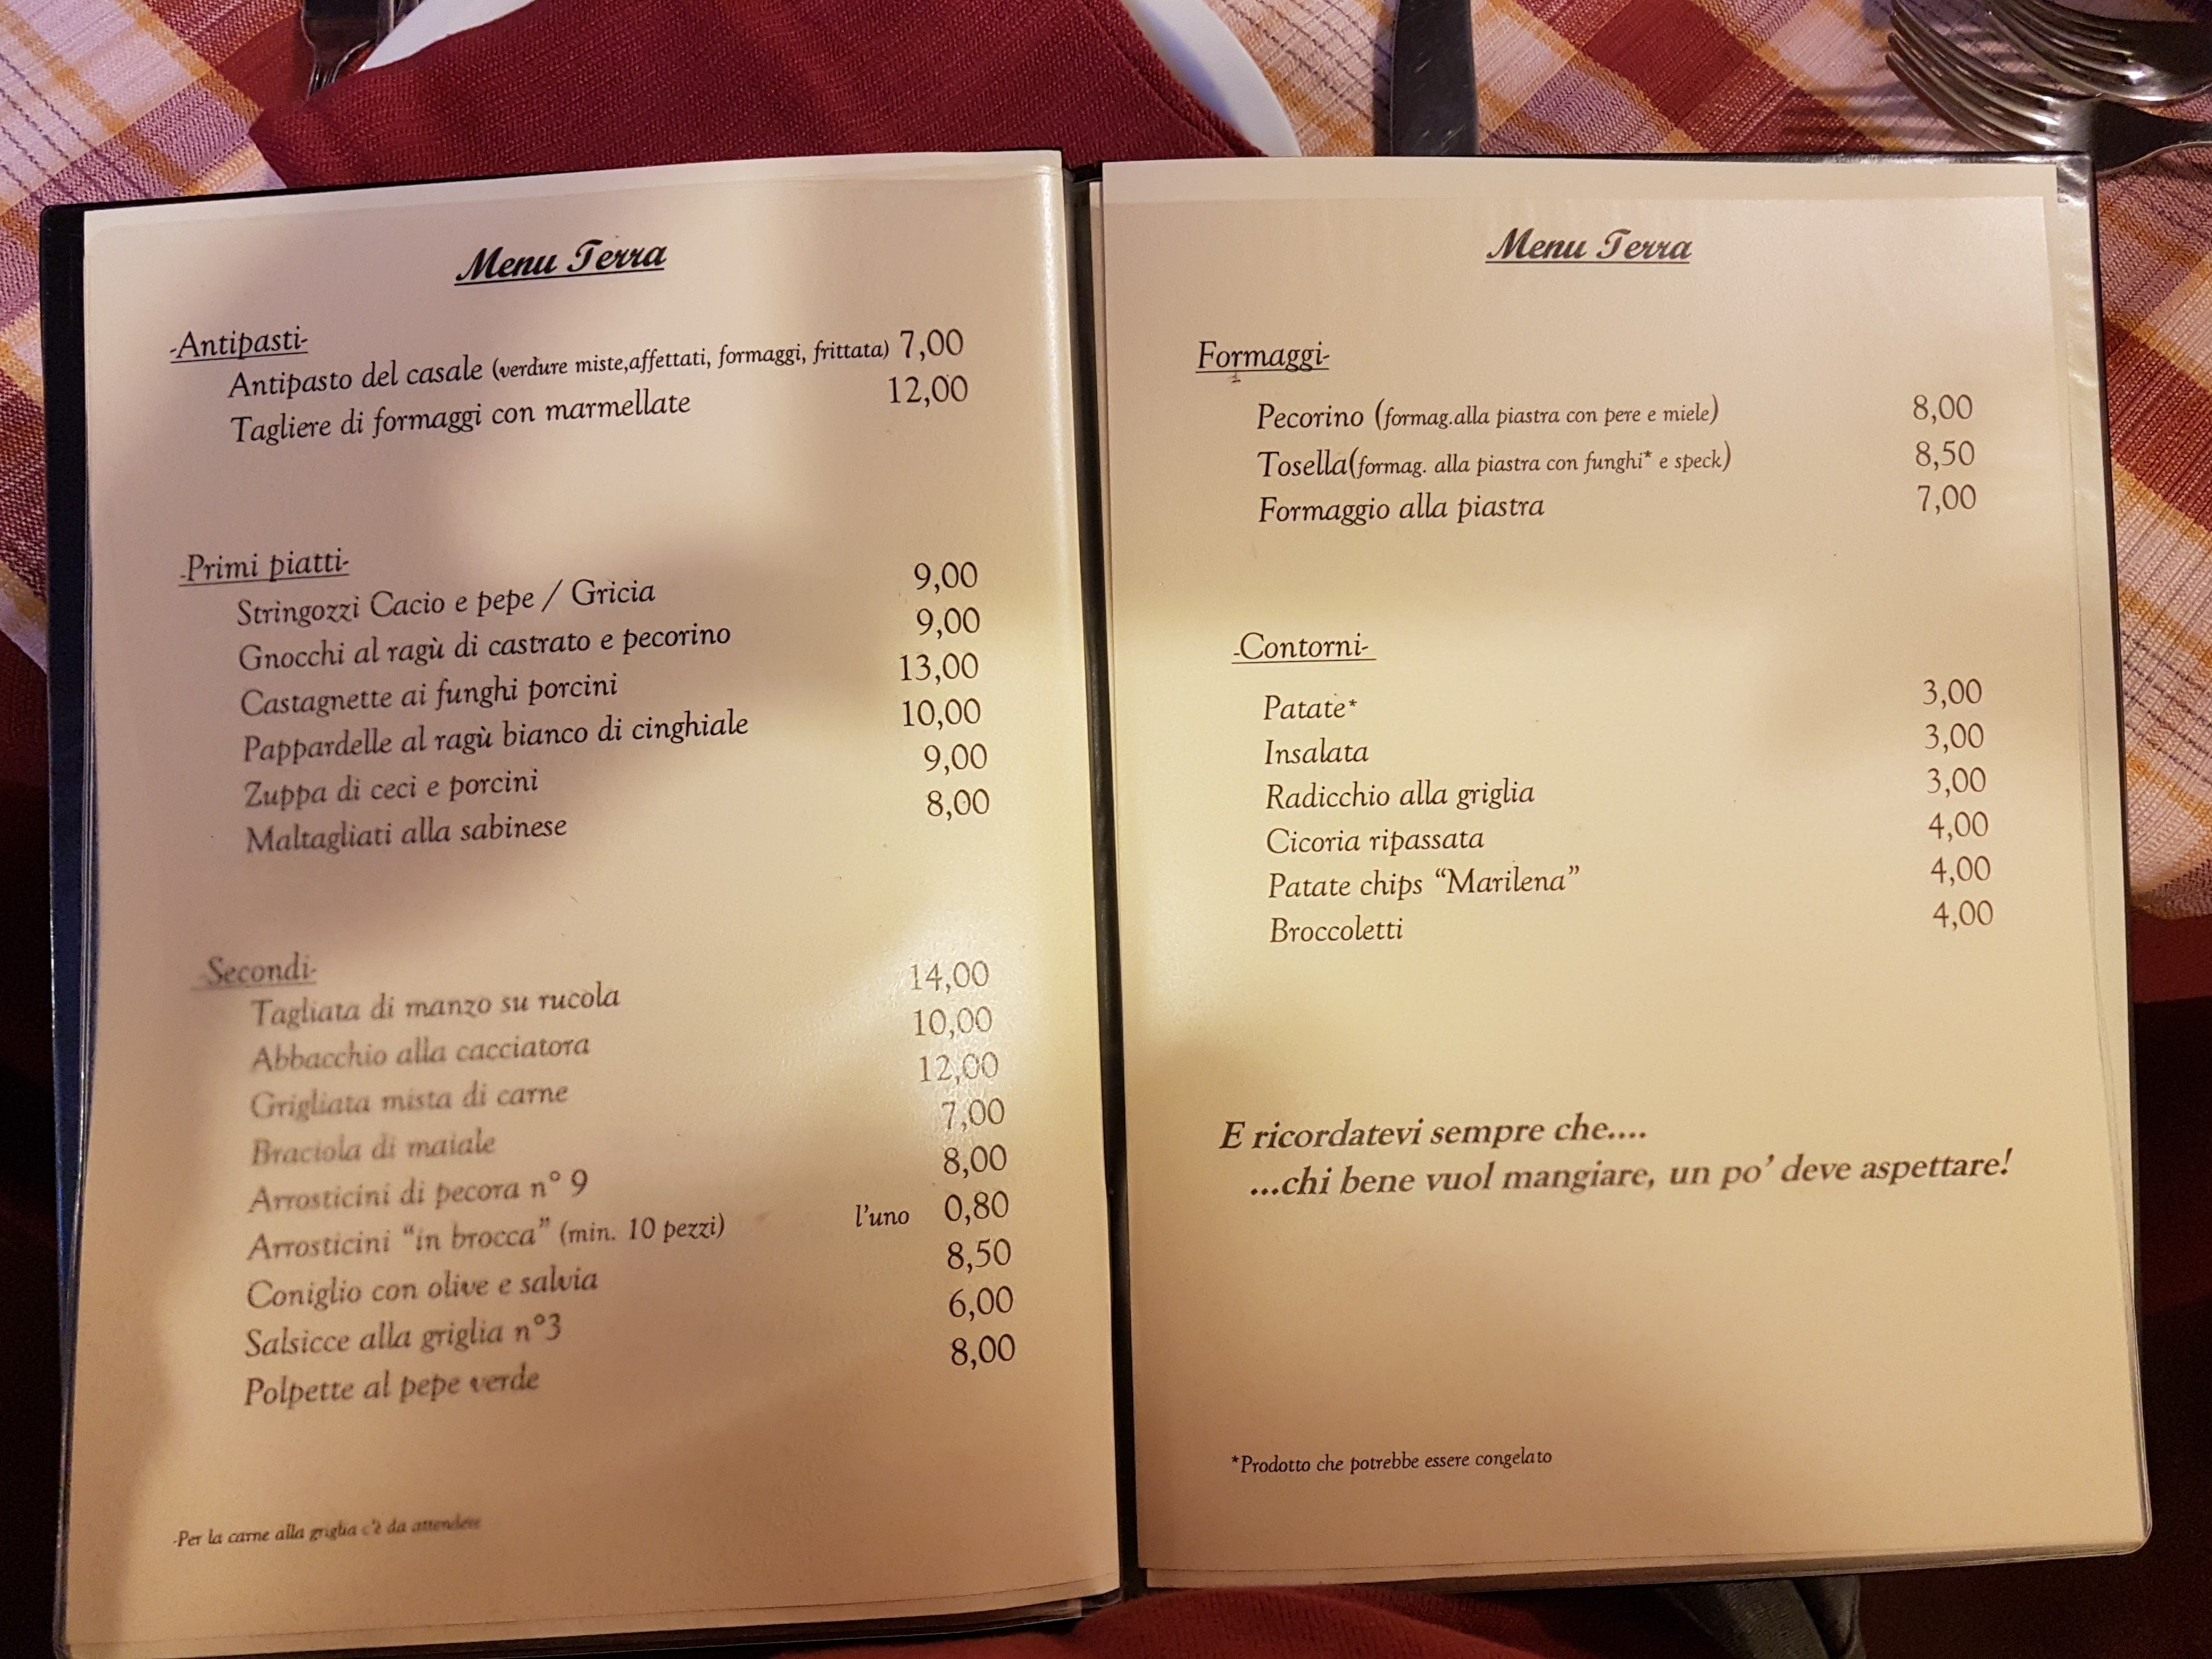 Menu Terra
-Antipasti-
Antipasto del casale (verdure miste,affettati, formaggi, frittata) 7,00
Tagliere di formaggi con marmellate 12,00
-Primi piatti-
Stringozzi Cacio e pepe / Gricia 9,00
Gnocchi al ragù di castrato e pecorino 9,00
Castagnette ai funghi porcini 13,00
Pappardelle al ragù bianco di cinghiale 10,00
Zuppa di ceci e porcini 9,00
Maltagliati alla sabinese 8,00
-Secondi-
Tagliata di manzo su rucola 14,00
Abbacchio alla cacciatora 10,00
Grigliata mista di carne 12,00
Braciola di maiale 7,00
Arrosticini di pecora n° 9 8,00
Arrosticini “in brocca” (min. 10 pezzi) l’uno 0,80
Coniglio con olive e salvia 8,50
Salsicce alla griglia n°3 6,00
Polpette al pepe verde 8,00
-Per la carne alla griglia c’è da attendere
Menu Terra
Formaggi-
Pecorino (formag.alla piastra con pere e miele) 8,00
Tosella(formag. alla piastra con funghi* e speck) 8,50
Formaggio alla piastra 7,00
-Contorni-
Patate* 3,00
Insalata 3,00
Radicchio alla griglia 3,00
Cicoria ripassata 4,00
Patate chips “Marilena” 4,00
Broccoletti 4,00
E ricordatevi sempre che....
...chi bene vuol mangiare, un po’ deve aspettare!
*Prodotto che potrebbe essere congelato